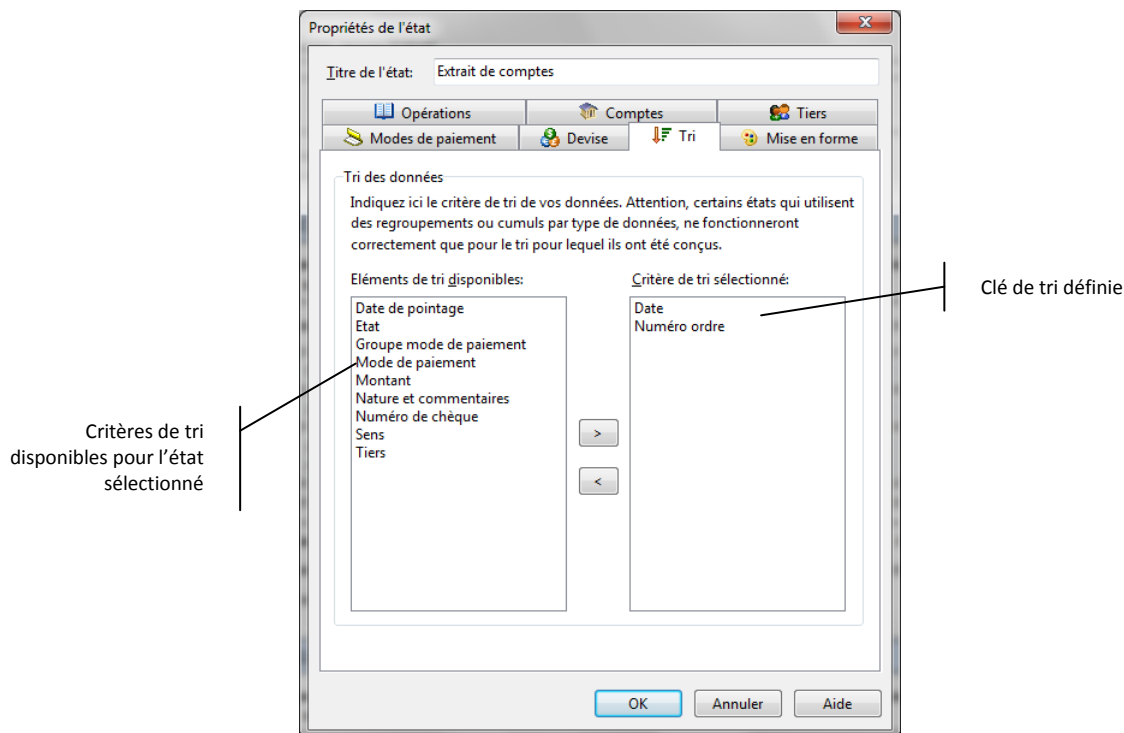 Propriétés de l'état
x
Titre de l'état:
Extrait de comptes
Opérations
Comptes
Tiers
Modes de paiement
Devise
Tri
Mise en forme
Tri des données
Indiquez ici le critère de tri de vos données. Attention, certains états qui utilisent
des regroupements ou cumuls par type de données, ne fonctionneront
correctement que pour le tri pour lequel ils ont été conçus.
Eléments de tri disponibles:
Critère de tri sélectionné:
Date de pointage
Etat
Groupe mode de paiement
Mode de paiement
Montant
Nature et commentaires
Numéro de chèque
Sens
Tiers
>
<
Date
Numéro ordre
Clé de tri définie
Critères de tri
disponibles pour l’état
sélectionné
OK
Annuler
Aide